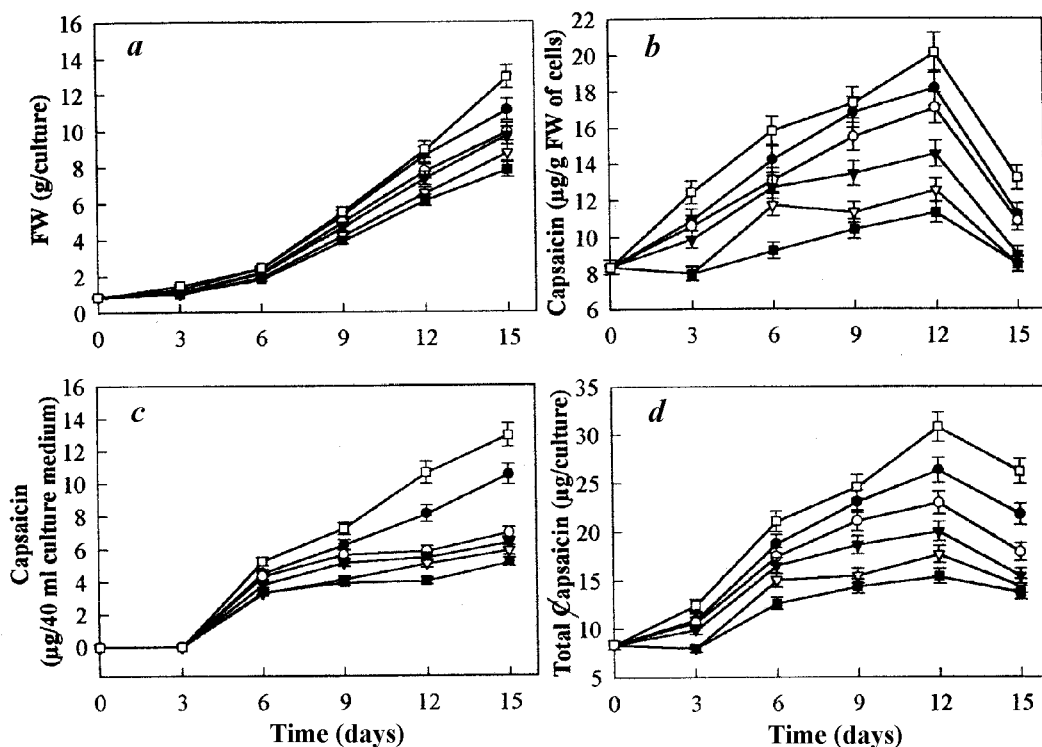 a
FW (g/culture)
16
14
12
10
8
6
4
2
0
0 3 6 9 12 15
b
Capsaicin (µg/g FW of cells)
22
20
18
16
14
12
10
8
6
0 3 6 9 12 15
c
Capsaicin
(µg/40 ml culture medium)
16
14
12
10
8
6
4
2
0
0 3 6 9 12 15
Time (days)
d
Total Capsaicin (µg/culture)
35
30
25
20
15
10
5
0 3 6 9 12 15
Time (days)